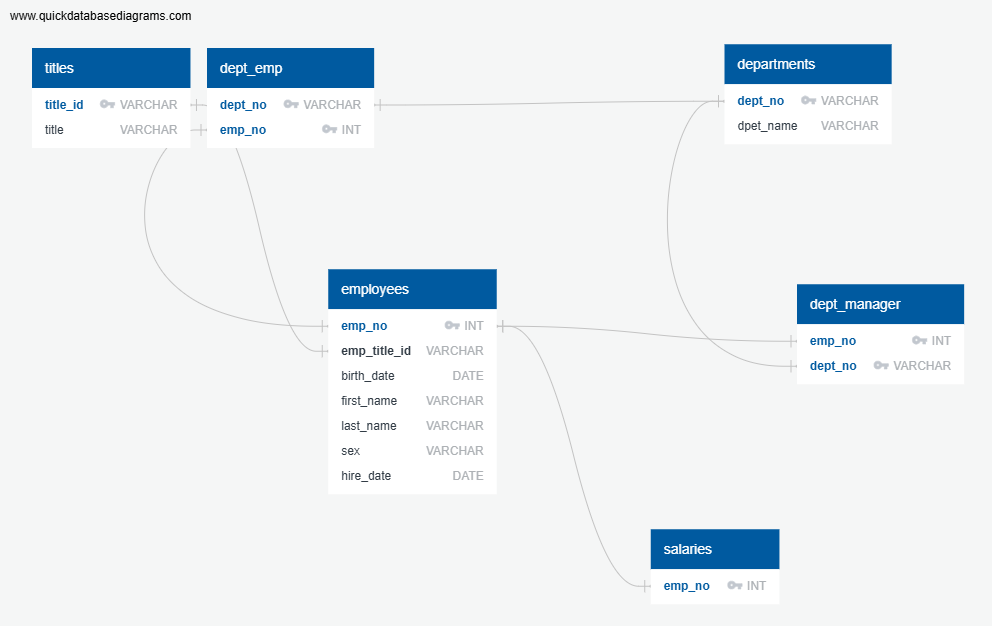 www.quickdatabasediagrams.com
titles
title_id VARCHAR
title VARCHAR
dept_emp
dept_no VARCHAR
emp_no INT
departments
dept_no VARCHAR
dpet_name VARCHAR
employees
emp_no INT
emp_title_id VARCHAR
birth_date DATE
first_name VARCHAR
last_name VARCHAR
sex VARCHAR
hire_date DATE
dept_manager
emp_no INT
dept_no VARCHAR
salaries
emp_no INT